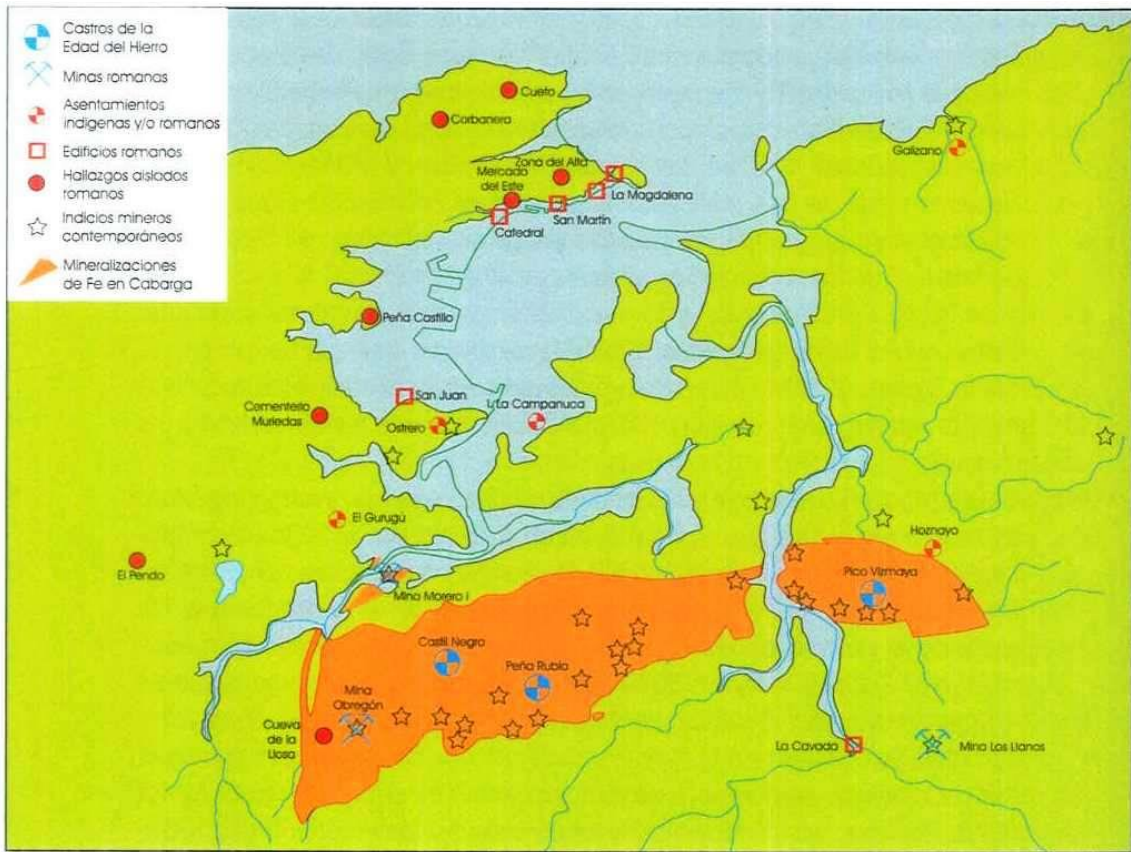 Castros de la
Edad del Hierro
Minas romanas
Asentamientos
indígenas y/o romanos
Edificios romanos
Hallazgos aislados
romanos
Indicios mineros
contemporáneos
Mineralizaciones
de Fe en Cabarga
Cueto
Corbanera
Galizano
Zona del Alta
Mercado
del Este
La Magdalena
San Martín
Catedral
Peña Castillo
San Juan
La Campanuca
Cementerio
Muriedas
Ostrero
El Gurugú
Hoznayo
El Pendo
Pico Vizmaya
Mina Morero I
Castil Negro
Peña Rubia
Mina
Obregón
Cueva
de la
Llosa
La Cavada
Mina Los Llanos